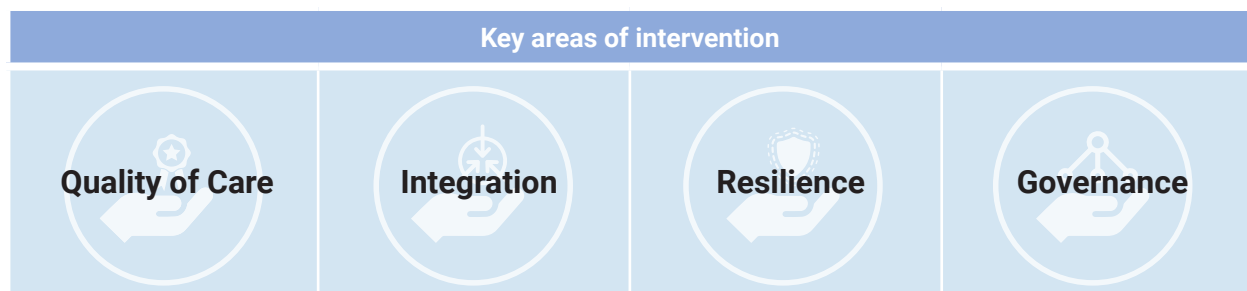 Key areas of intervention
Quality of Care
Integration
Resilience
Governance